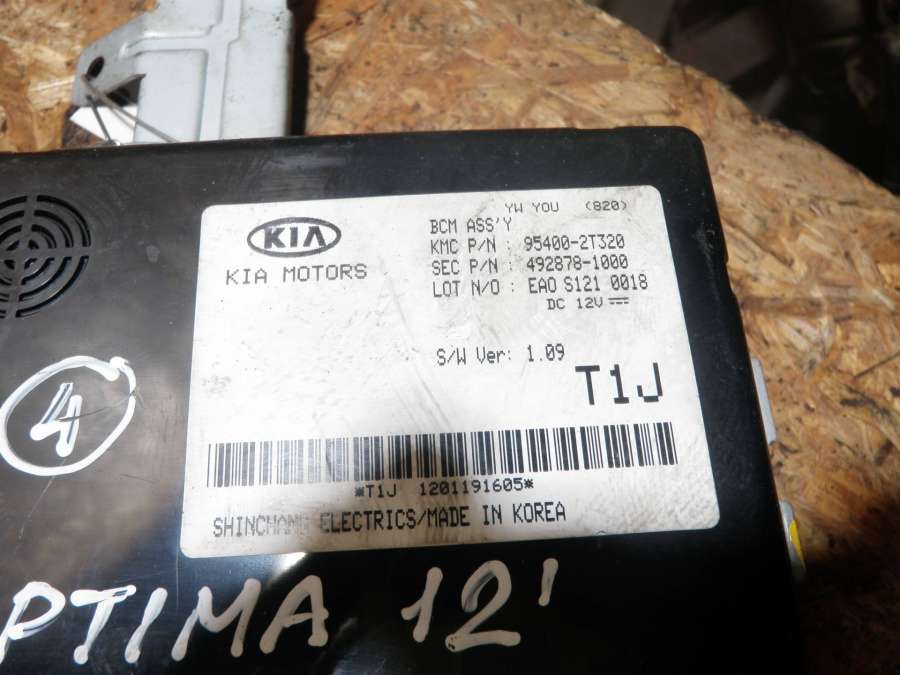 YW YOU (820)
KIA
KIA MOTORS
BCM ASS'Y
KMC P/N : 95400-2T320
SEC P/N : 492878-1000
LOT N/O : EAO S121 0018
DC 12V
S/W Ver: 1.09
T1J
*T1J 1201191605*
SHINCHANG ELECTRICS/MADE IN KOREA
4
PTIMA 12'